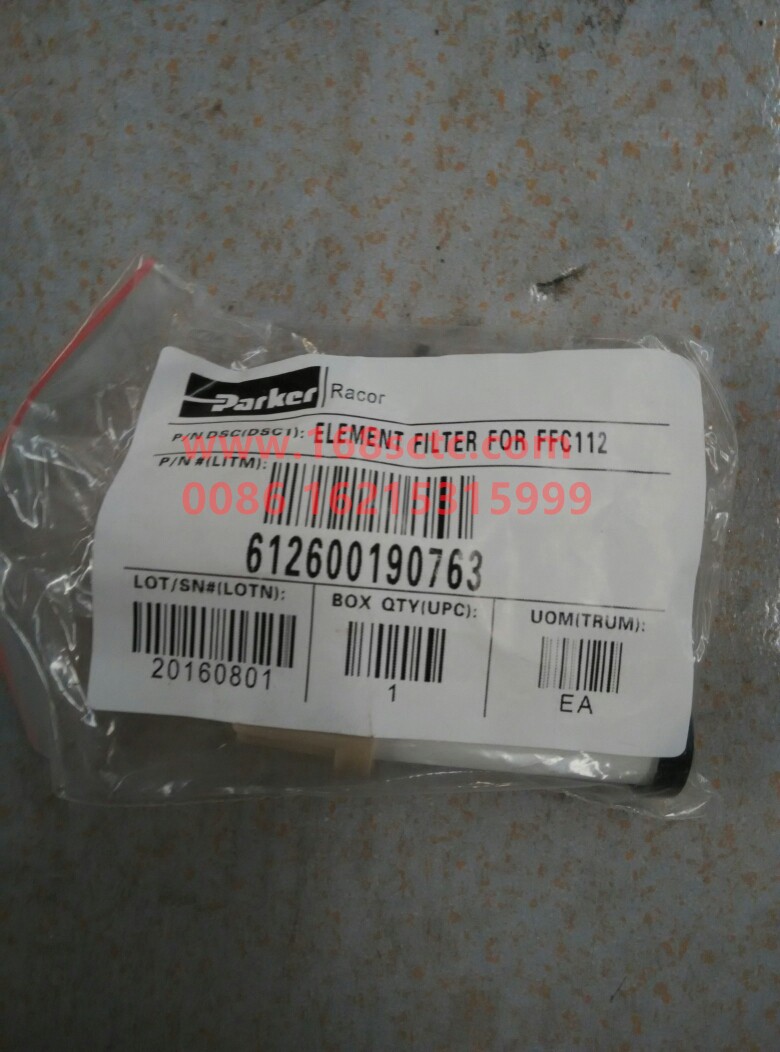 Parker Racor
P/N DSC(DSC1): ELEMENT FILTER FOR FFC112
www.168sctc.com
P/N #(LITM):
0086 16215315999
612600190763
LOT/SN#(LOTN): BOX QTY(UPC): UOM(TRUM):
20160801 1 EA